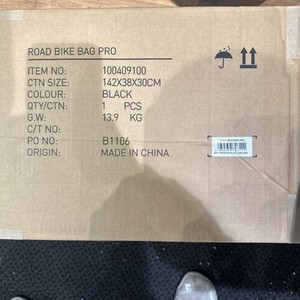 ROAD BIKE BAG PRO
ITEM NO: 100409100
CTN SIZE: 142X38X30CM
COLOUR: BLACK
QTY/CTN: 1 PCS
G.W: 13.9 KG
C/T NO:
PO NO: B1106
ORIGIN: MADE IN CHINA